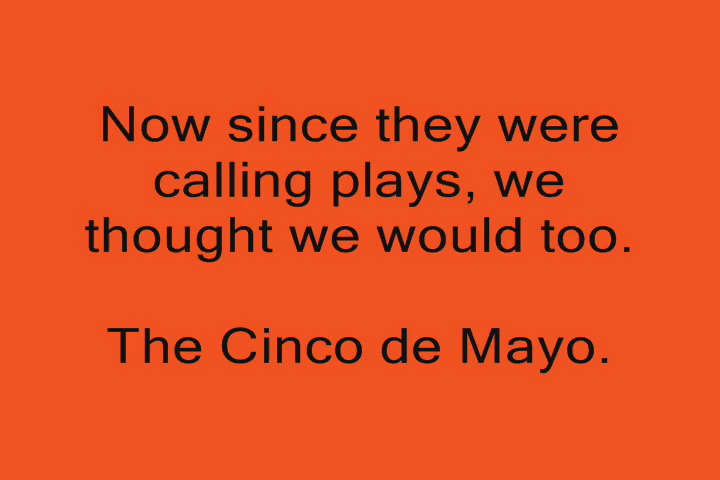 Now since they were
calling plays, we
thought we would too.
The Cinco de Mayo.